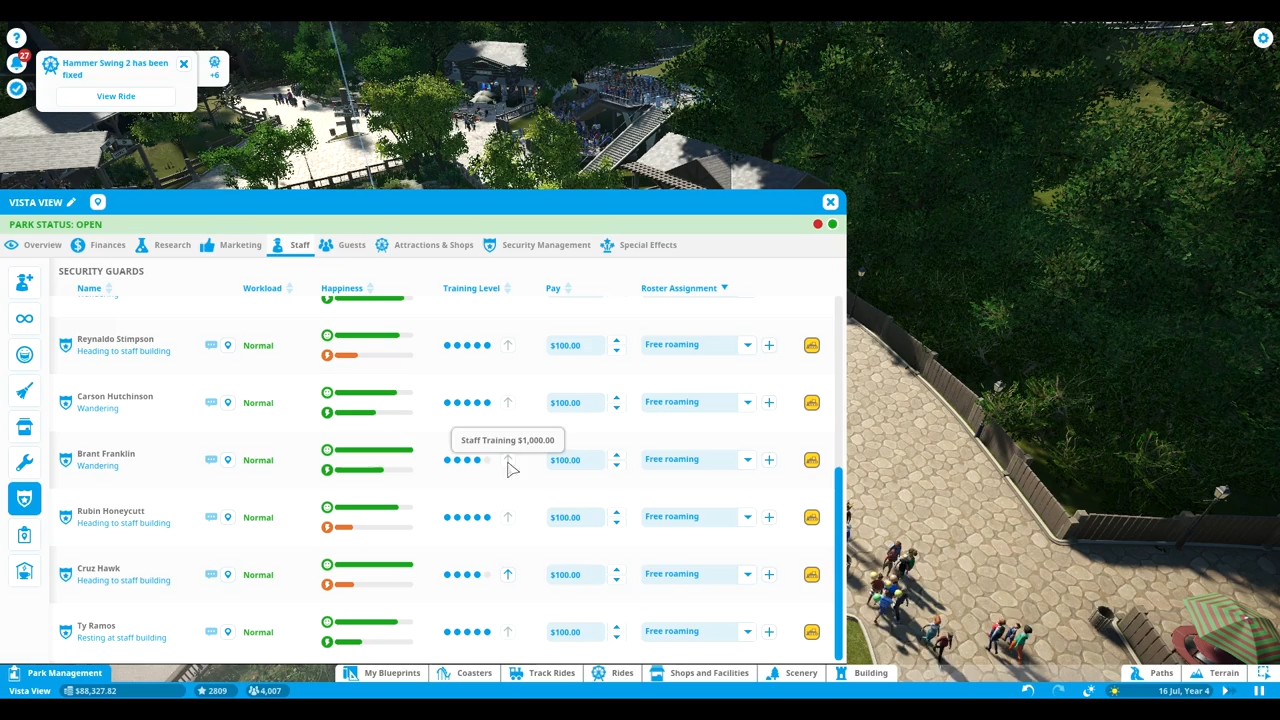 ?
27
Hammer Swing 2 has been
fixed
View Ride
+6
VISTA VIEW
PARK STATUS: OPEN
Overview
Finances
Research
Marketing
Staff
Guests
Attractions & Shops
Security Management
Special Effects
SECURITY GUARDS
Name
Workload
Happiness
Training Level
Pay
Roster Assignment
Wandering
Reynaldo Stimpson
Heading to staff building
Normal
$100.00
Free roaming
Carson Hutchinson
Wandering
Normal
$100.00
Free roaming
Staff Training $1,000.00
Brant Franklin
Wandering
Normal
$100.00
Free roaming
Rubin Honeycutt
Heading to staff building
Normal
$100.00
Free roaming
Cruz Hawk
Heading to staff building
Normal
$100.00
Free roaming
Ty Ramos
Resting at staff building
Normal
$100.00
Free roaming
Park Management
My Blueprints
Coasters
Track Rides
Rides
Shops and Facilities
Scenery
Building
Paths
Terrain
Vista View
$88,327.82
2809
4,007
16 Jul, Year 4